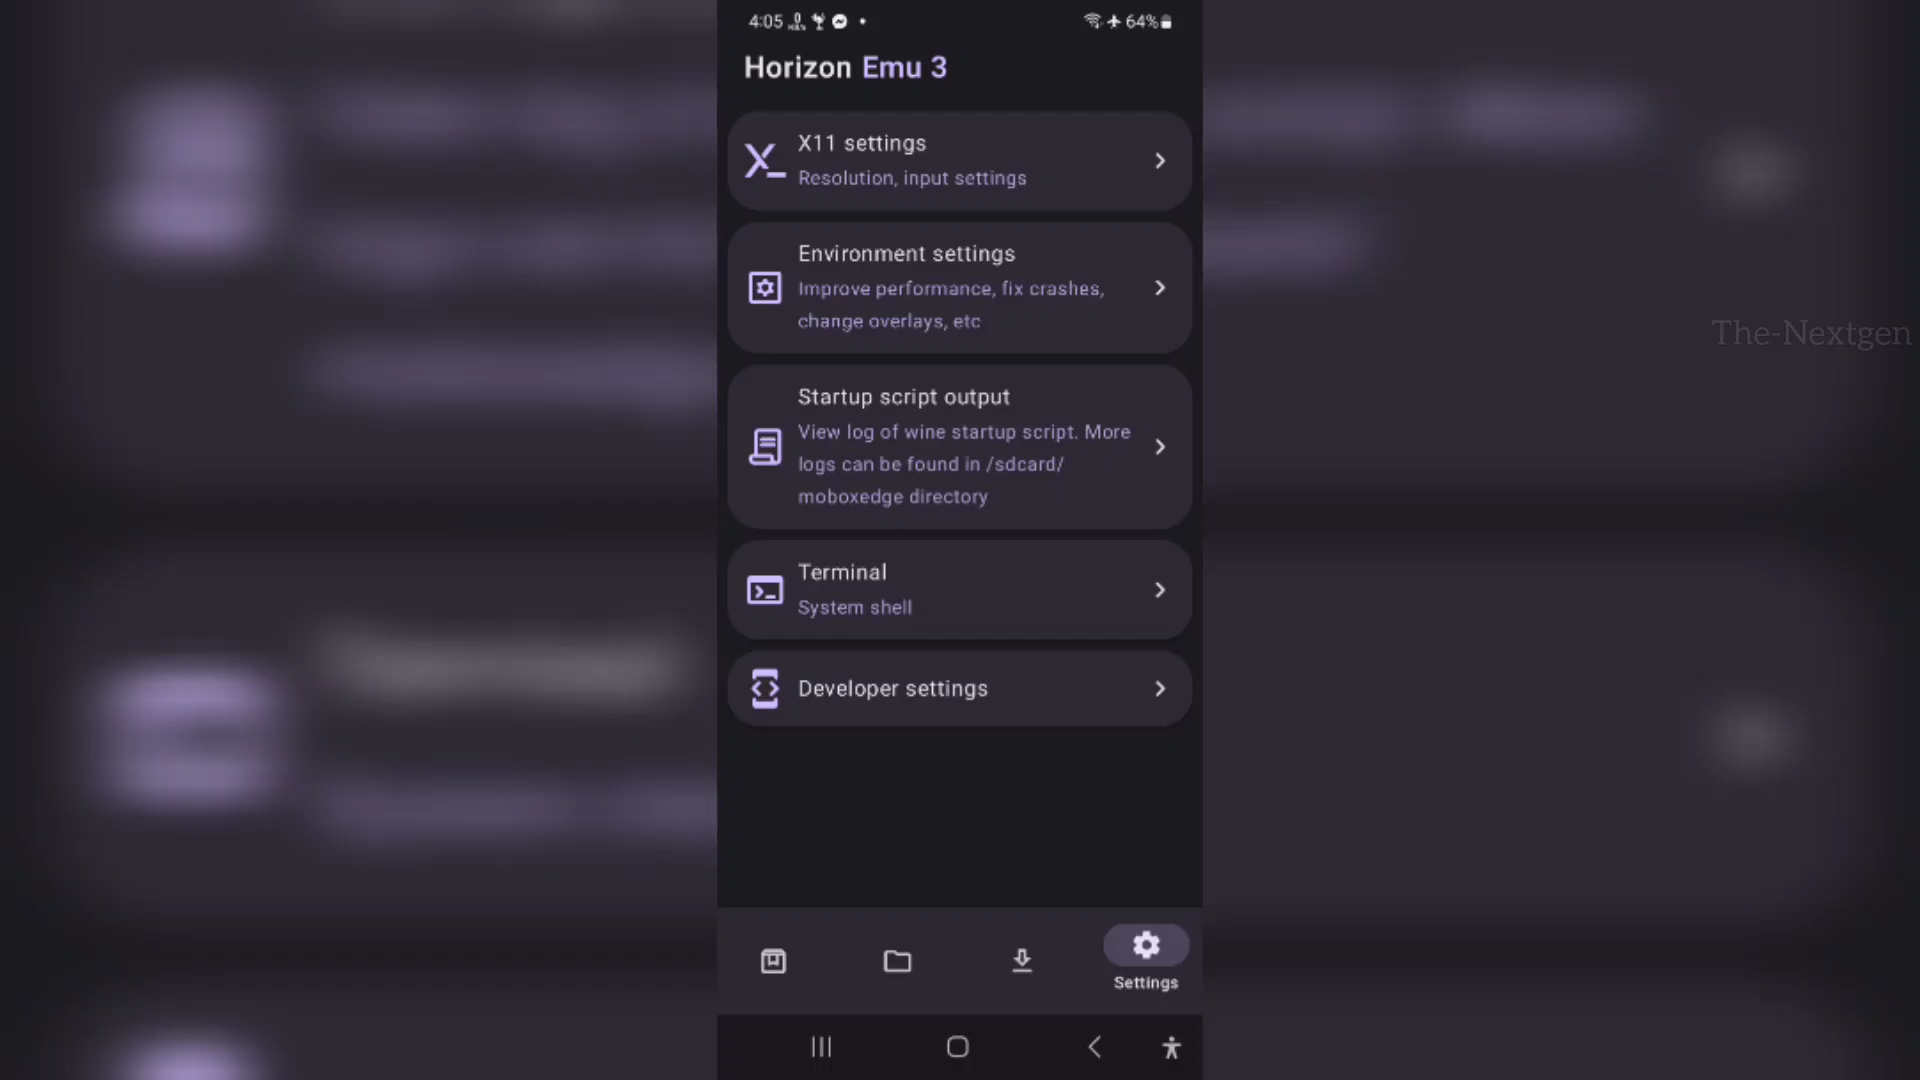 4:05
64%
Horizon Emu 3
X11 settings
Resolution, input settings
Environment settings
Improve performance, fix crashes,
change overlays, etc
The-Nextgen
Startup script output
View log of wine startup script. More
logs can be found in /sdcard/
moboxedge directory
Terminal
System shell
Developer settings
Settings